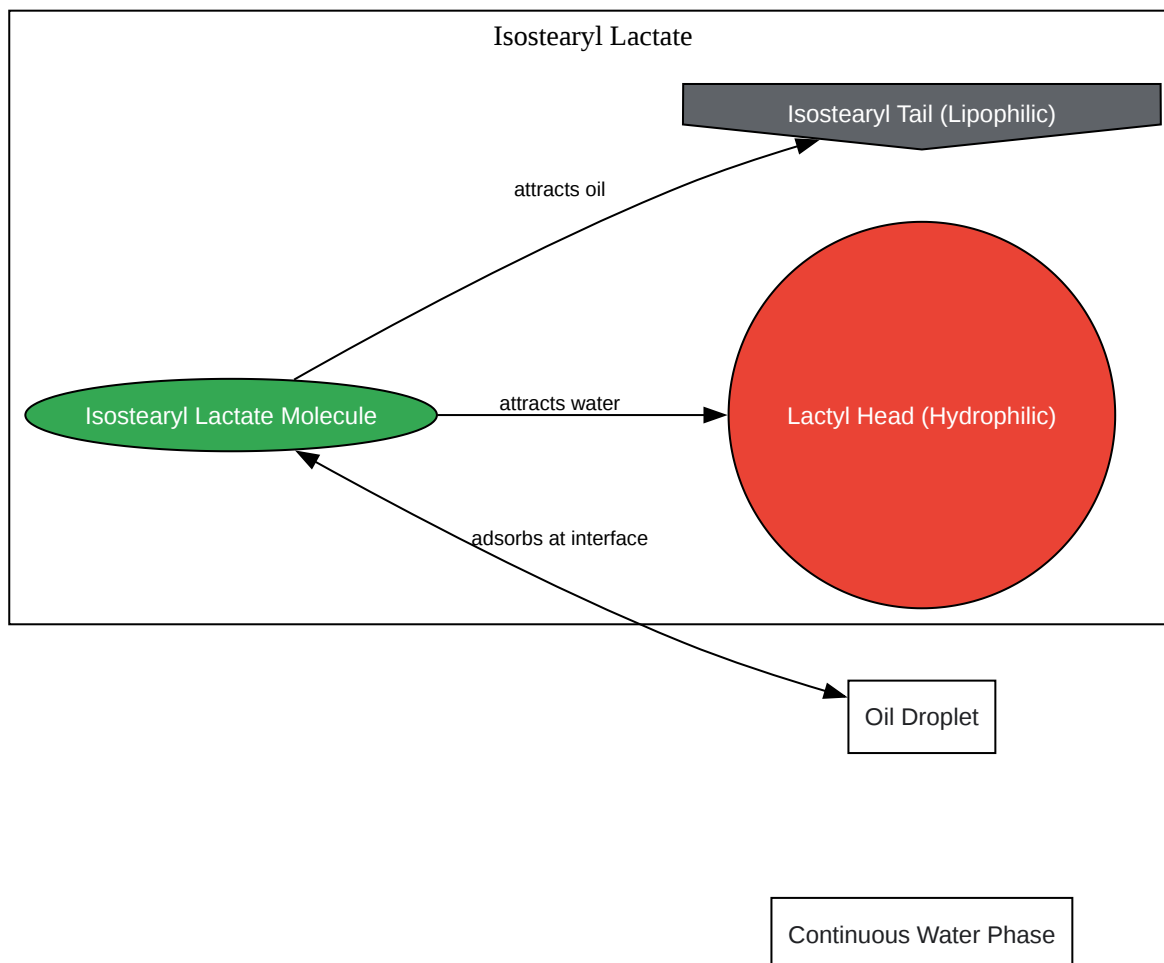 Isostearyl Lactate
Isostearyl Tail (Lipophilic)
attracts oil
attracts water
Isostearyl Lactate Molecule
Lactyl Head (Hydrophilic)
adsorbs at interface
Oil Droplet
Continuous Water Phase